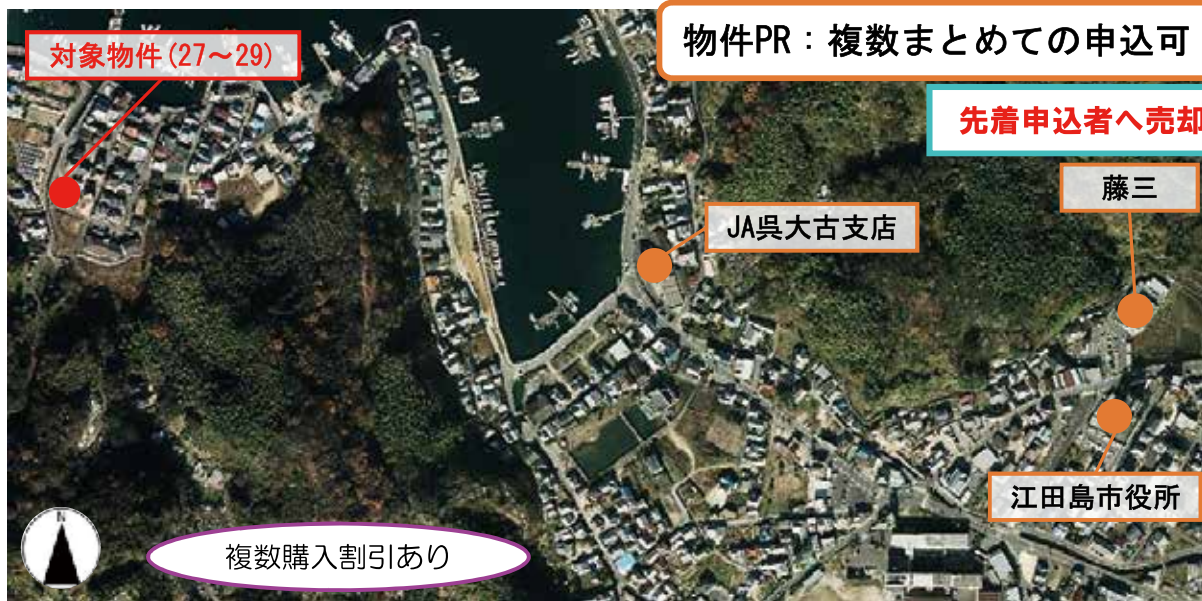 物件PR：複数まとめての申込可
対象物件(27～29)
先着申込者へ売却
藤三
JA呉大古支店
江田島市役所
N
複数購入割引あり